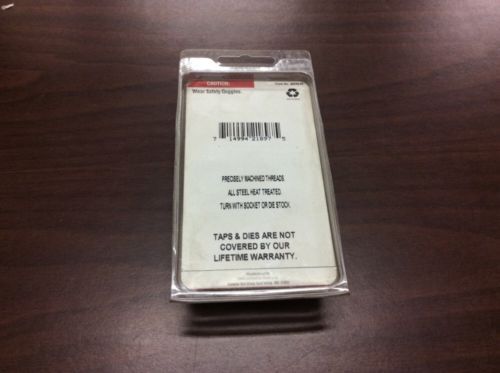 CAUTION:
Wear Safety Goggles.
7 14994 21897 5
PRECISELY MACHINED THREADS
ALL STEEL HEAT TREATED.
TURN WITH SOCKET OR DIE STOCK.
TAPS & DIES ARE NOT
COVERED BY OUR
LIFETIME WARRANTY.